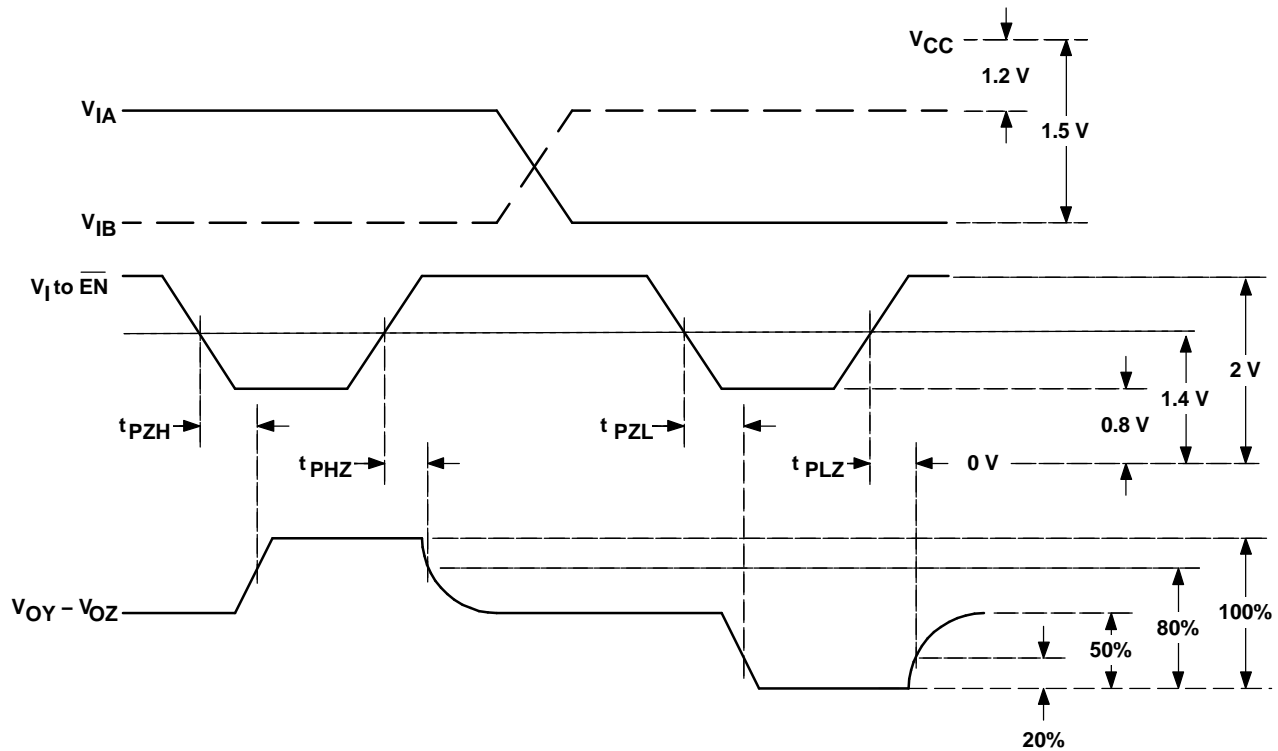 VCC
1.2 V
VIA
1.5 V
VIB
VI to EN
2 V
1.4 V
0.8 V
tPZH
tPZL
tPHZ
tPLZ
0 V
VOY – VOZ
100%
80%
50%
20%